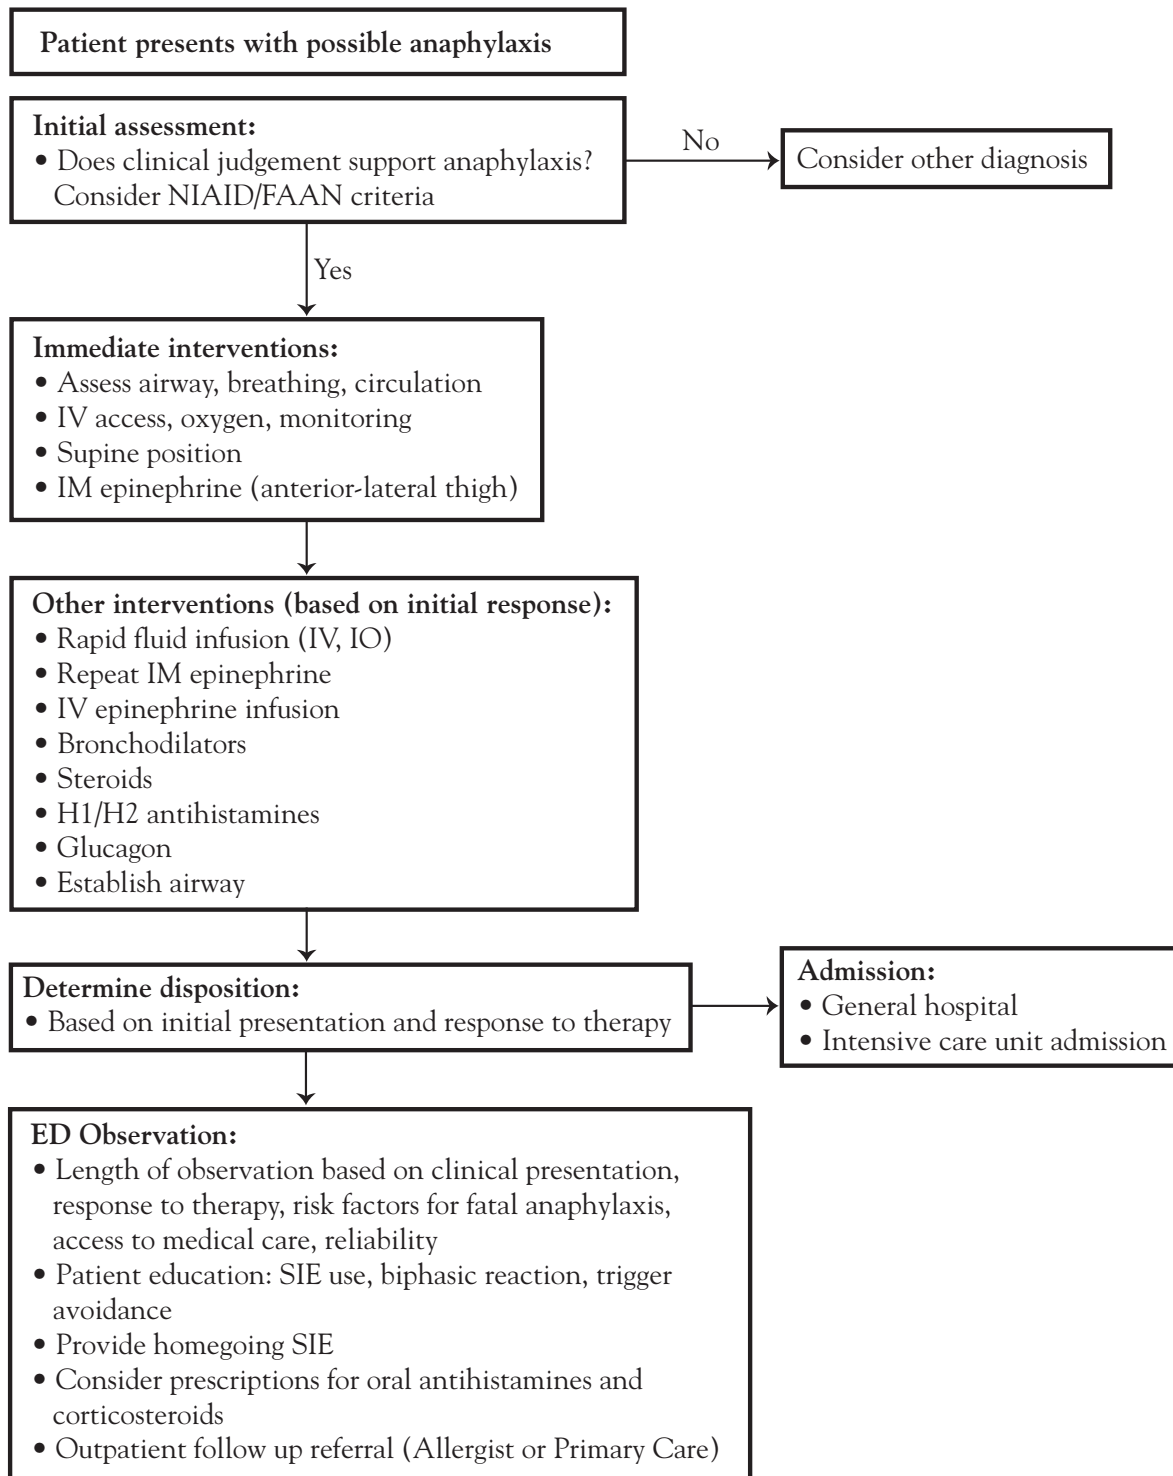 Patient presents with possible anaphylaxis
Initial assessment:
• Does clinical judgement support anaphylaxis?
Consider NIAID/FAAN criteria
No
Consider other diagnosis
Yes
Immediate interventions:
• Assess airway, breathing, circulation
• IV access, oxygen, monitoring
• Supine position
• IM epinephrine (anterior-lateral thigh)
Other interventions (based on initial response):
• Rapid fluid infusion (IV, IO)
• Repeat IM epinephrine
• IV epinephrine infusion
• Bronchodilators
• Steroids
• H1/H2 antihistamines
• Glucagon
• Establish airway
Determine disposition:
• Based on initial presentation and response to therapy
Admission:
• General hospital
• Intensive care unit admission
ED Observation:
• Length of observation based on clinical presentation,
response to therapy, risk factors for fatal anaphylaxis,
access to medical care, reliability
• Patient education: SIE use, biphasic reaction, trigger
avoidance
• Provide homegoing SIE
• Consider prescriptions for oral antihistamines and
corticosteroids
• Outpatient follow up referral (Allergist or Primary Care)